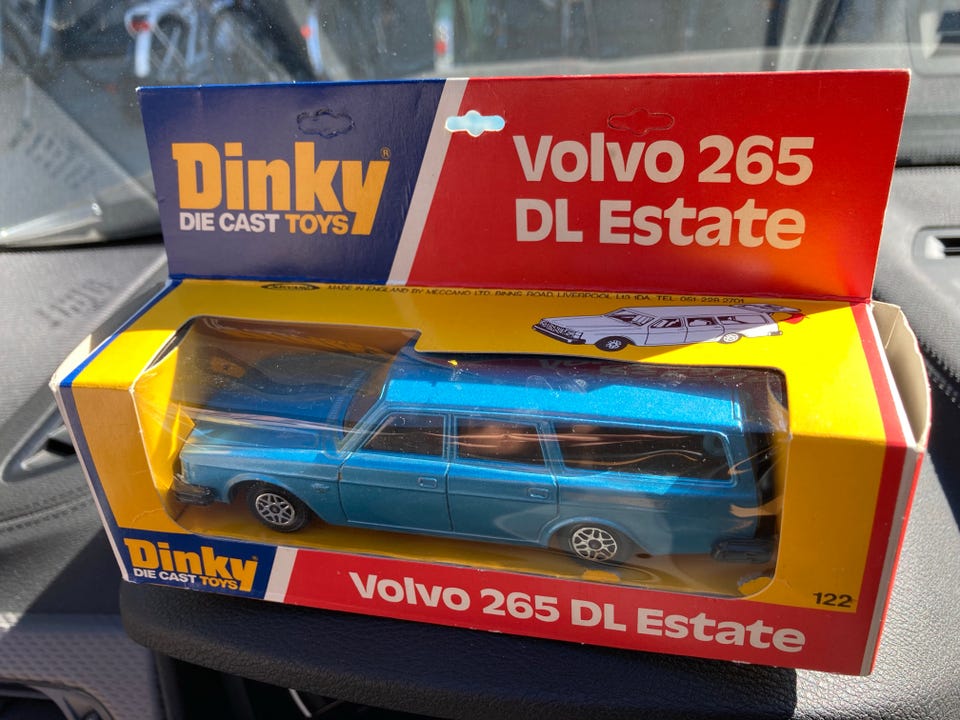 Dinky®
DIE CAST TOYS
Volvo 265
DL Estate
MECCANO MADE IN ENGLAND BY MECCANO LTD. BINNS ROAD, LIVERPOOL L13 1DA. TEL. 051-228 2701
Dinky
DIE CAST TOYS
Volvo 265 DL Estate
122